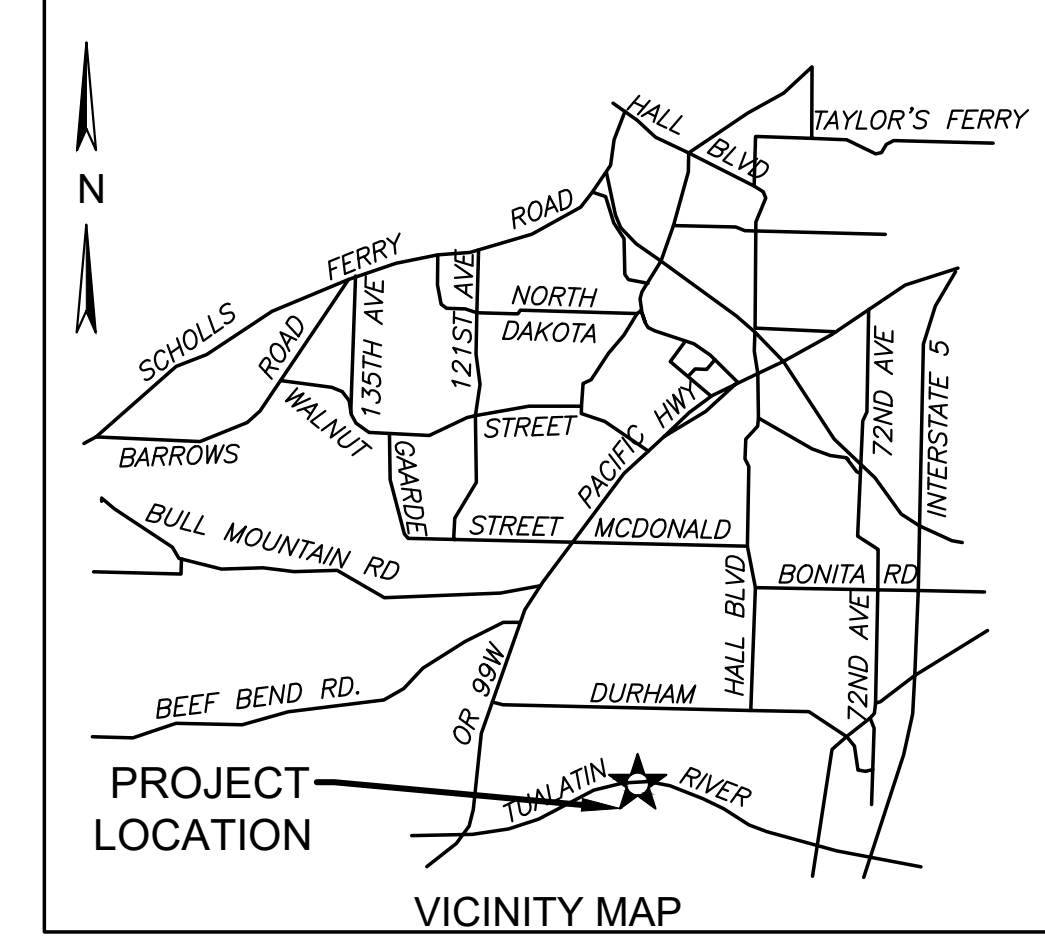 HALL BLVD
TAYLOR'S FERRY
N
SCHOLLS FERRY ROAD
NORTH
DAKOTA
135TH AVE
121ST AVE
ROAD
BARROWS
WALNUT
STREET
PACIFIC HWY
72ND AVE
INTERSTATE 5
GAARDE
STREET
MCDONALD
BULL MOUNTAIN RD
BONITA RD
HALL BLVD
72ND AVE
OR 99W
DURHAM
BEEF BEND RD.
PROJECT
LOCATION
TUALATIN RIVER
VICINITY MAP